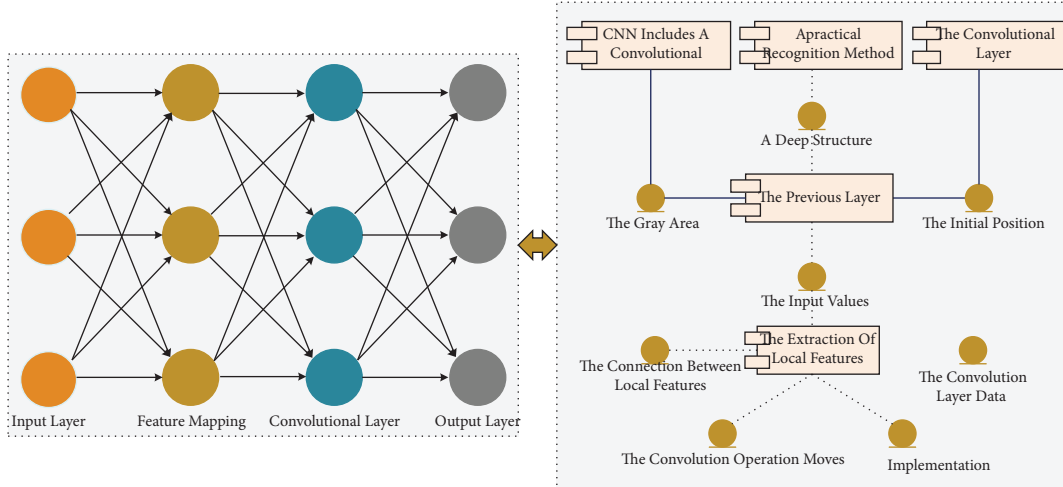 Input Layer
Feature Mapping
Convolutional Layer
Output Layer
CNN Includes A
Convolutional
Apractical
Recognition Method
The Convolutional
Layer
A Deep Structure
The Previous Layer
The Gray Area
The Initial Position
The Input Values
The Extraction Of
Local Features
The Connection Between
Local Features
The Convolution
Layer Data
The Convolution Operation Moves
Implementation